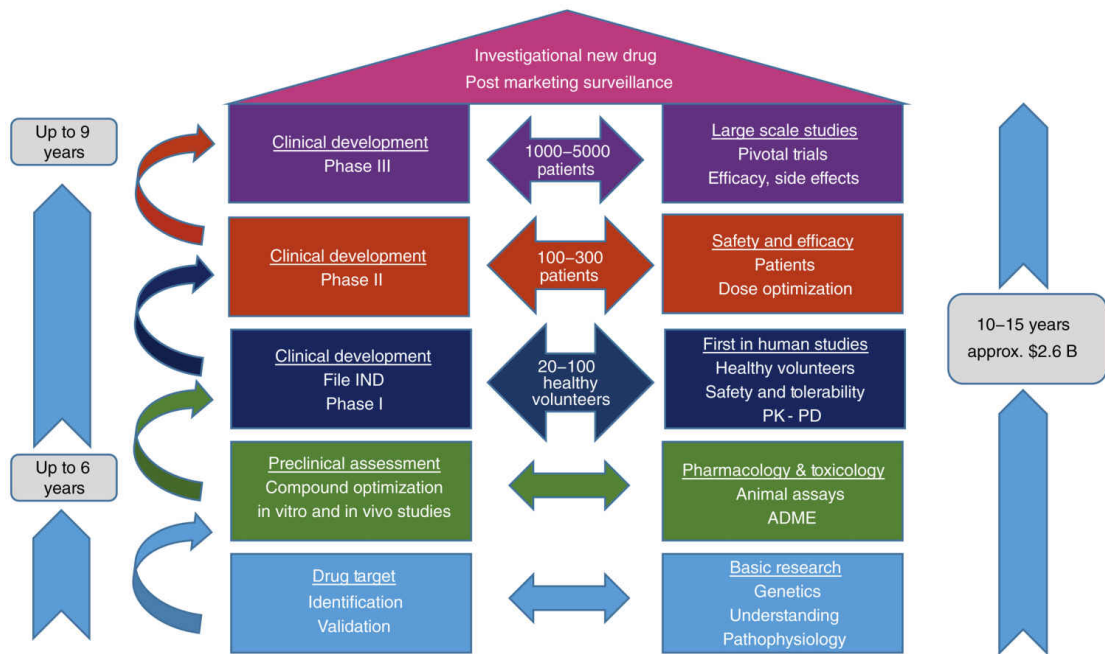 Investigational new drug
Post marketing surveillance
Up to 9
years
Clinical development
Phase III
1000–5000
patients
Large scale studies
Pivotal trials
Efficacy, side effects
Clinical development
Phase II
100–300
patients
Safety and efficacy
Patients
Dose optimization
10–15 years
approx. $2.6 B
Clinical development
File IND
Phase I
20–100
healthy
volunteers
First in human studies
Healthy volunteers
Safety and tolerability
PK - PD
Up to 6
years
Preclinical assessment
Compound optimization
in vitro and in vivo studies
Pharmacology & toxicology
Animal assays
ADME
Drug target
Identification
Validation
Basic research
Genetics
Understanding
Pathophysiology